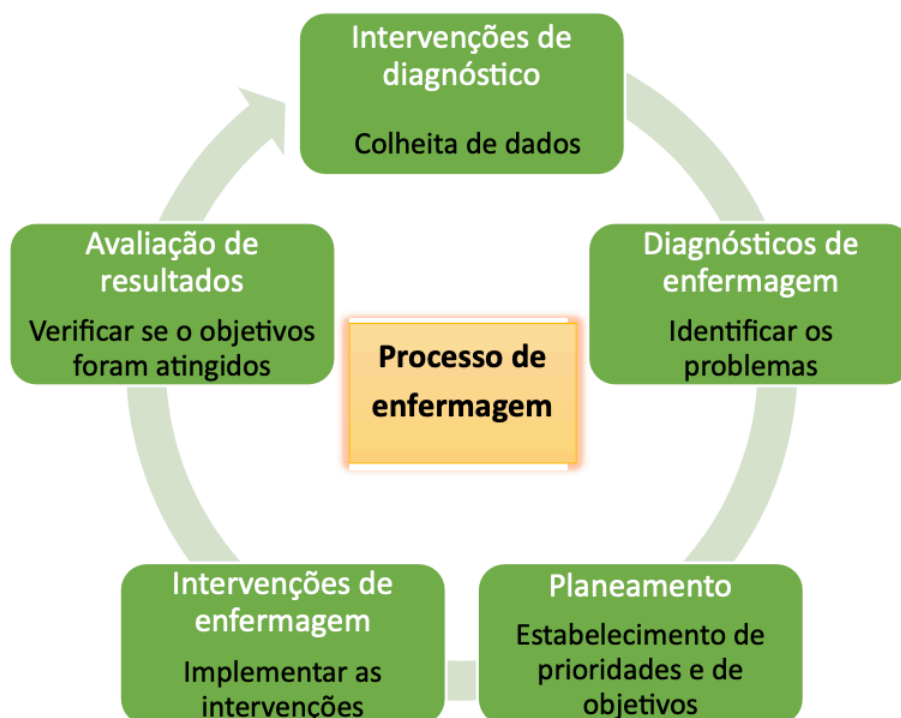 Intervenções de
diagnóstico
Colheita de dados
Diagnósticos de
enfermagem
Identificar os
problemas
Planeamento
Estabelecimento de
prioridades e de
objetivos
Intervenções de
enfermagem
Implementar as
intervenções
Avaliação de
resultados
Verificar se o objetivos
foram atingidos
Processo de
enfermagem